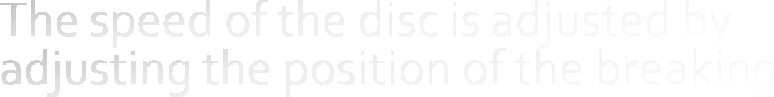 The speed of the disc is adjusted by
adjusting the position of the breaking